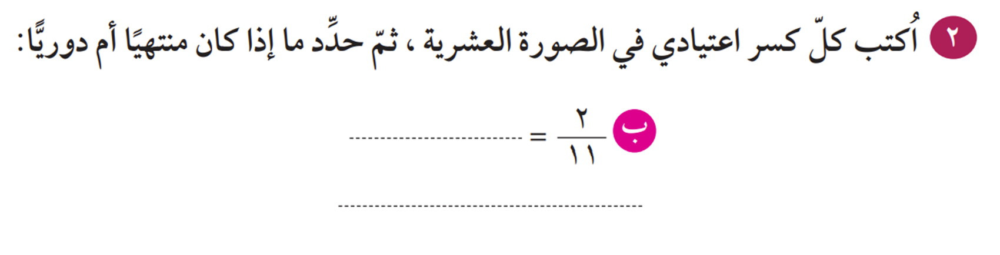 ٢ اُكتب كلّ كسر اعتيادي في الصورة العشرية ، ثمّ حدِّد ما إذا كان منتهيًا أم دوريًّا:
ب ٢/١١ = ---------------------------
------------------------------------------------